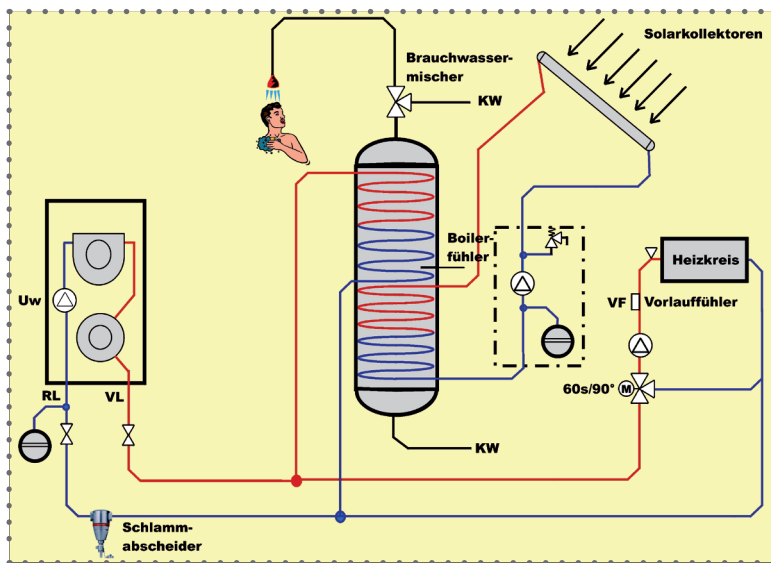 Solarkollektoren
Brauchwasser-
mischer
KW
Boiler-
fühler
Heizkreis
Uw
VF Vorlauffühler
RL
VL
60s/90°
M
KW
Schlamm-
abscheider